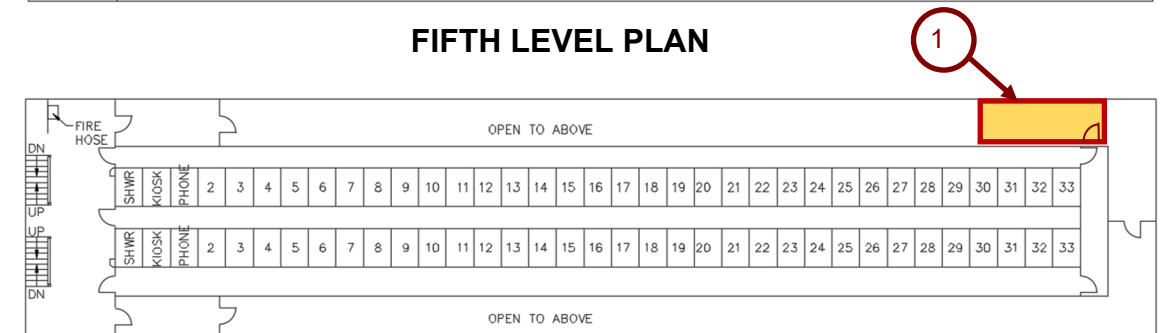 FIFTH LEVEL PLAN
1
FIRE
HOSE
OPEN TO ABOVE
DN
SHWR KIOSK PHONE 2 3 4 5 6 7 8 9 10 11 12 13 14 15 16 17 18 19 20 21 22 23 24 25 26 27 28 29 30 31 32 33
UP
UP
SHWR KIOSK PHONE 2 3 4 5 6 7 8 9 10 11 12 13 14 15 16 17 18 19 20 21 22 23 24 25 26 27 28 29 30 31 32 33
DN
OPEN TO ABOVE